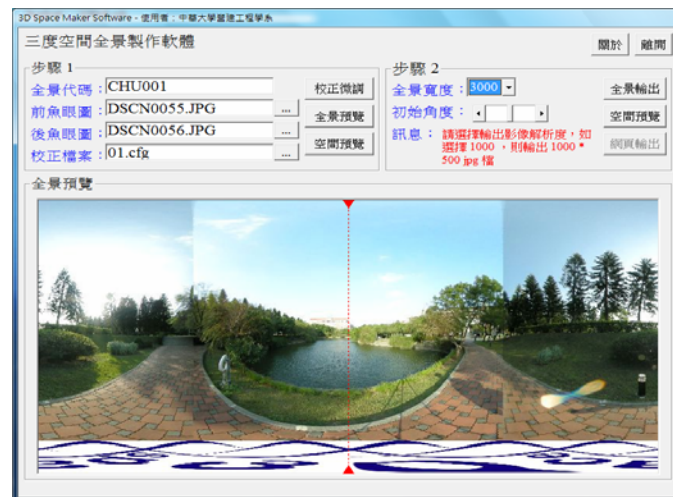 3D Space Maker Software - 使用者：中華大學營建工程學系
三度空間全景製作軟體
關於 離開
步驟 1
全景代碼：CHU001 校正微調
前魚眼圖：DSCN0055.JPG ... 全景預覽
後魚眼圖：DSCN0056.JPG ... 空間預覽
校正檔案：01.cfg ...
步驟 2
全景寬度：3000 全景輸出
初始角度： 空間預覽
訊息： 請選擇輸出影像解析度，如 網頁輸出
選擇 1000 ，則輸出 1000 *
500 jpg 檔
全景預覽